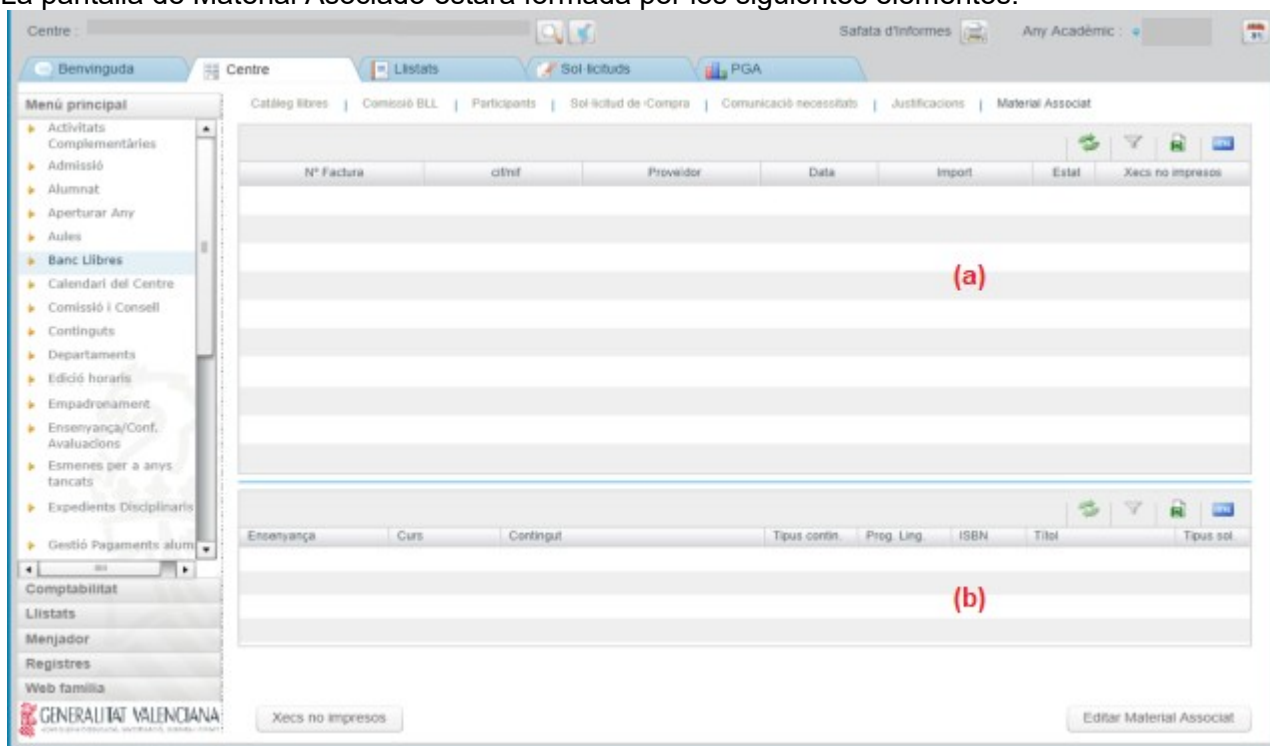 La pantalla de Material Asociado estará formada por los siguientes elementos:
Centre :
Safata d'Informes
Any Acadèmic :
Benvinguda
Centre
Llistats
Sol·licituds
PGA
Menú principal
Catàleg llibres | Comissió BLL | Participants | Sol·licitud de Compra | Comunicació necessitats | Justificacions | Material Associat
Activitats
Complementàries
Admissió
Alumnat
Aperturar Any
Aules
Banc Llibres
Calendari del Centre
Comissió i Consell
Continguts
Departaments
Edició horaris
Empadronament
Ensenyança/Conf.
Avaluacions
Esmenes per a anys
tancats
Expedients Disciplinaris
Gestió Pagaments alum
Comptabilitat
Llistats
Menjador
Registres
Web família
GENERALITAT VALENCIANA
Nº Factura cif/nif Proveïdor Data Import Estat Xecs no impresos
(a)
Ensenyança Curs Contingut Tipus contin. Prog. Ling. ISBN Títol Tipus sol.
(b)
Xecs no impresos
Editar Material Associat